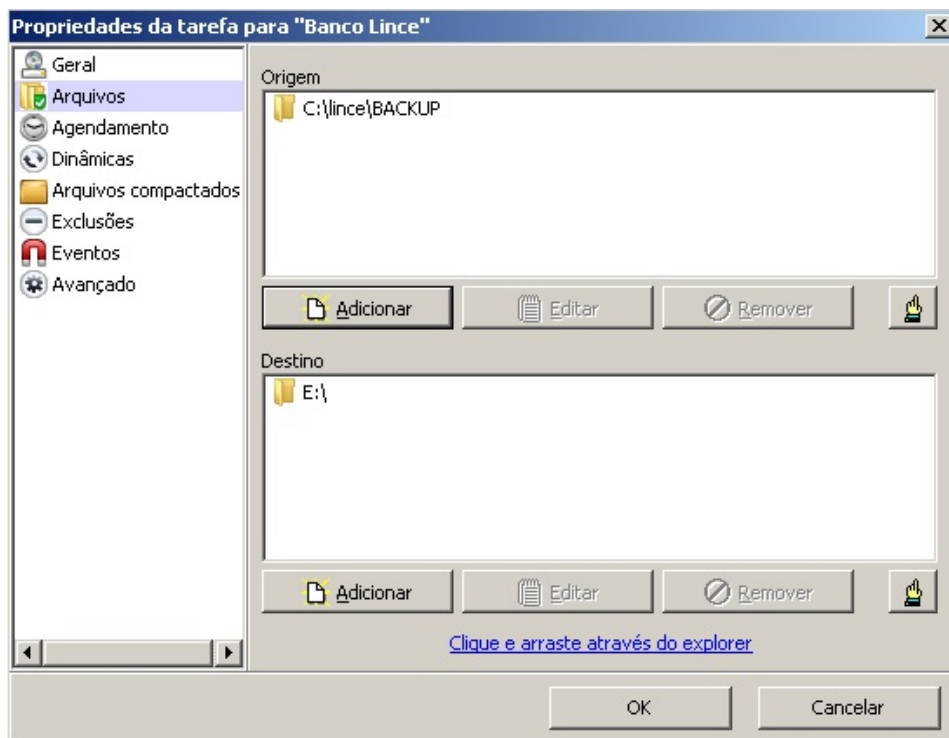 Propriedades da tarefa para "Banco Lince"
Geral
Arquivos
Agendamento
Dinâmicas
Arquivos compactados
Exclusões
Eventos
Avançado
Origem
C:\lince\BACKUP
Adicionar Editar Remover
Destino
E:\
Adicionar Editar Remover
Clique e arraste através do explorer
OK Cancelar